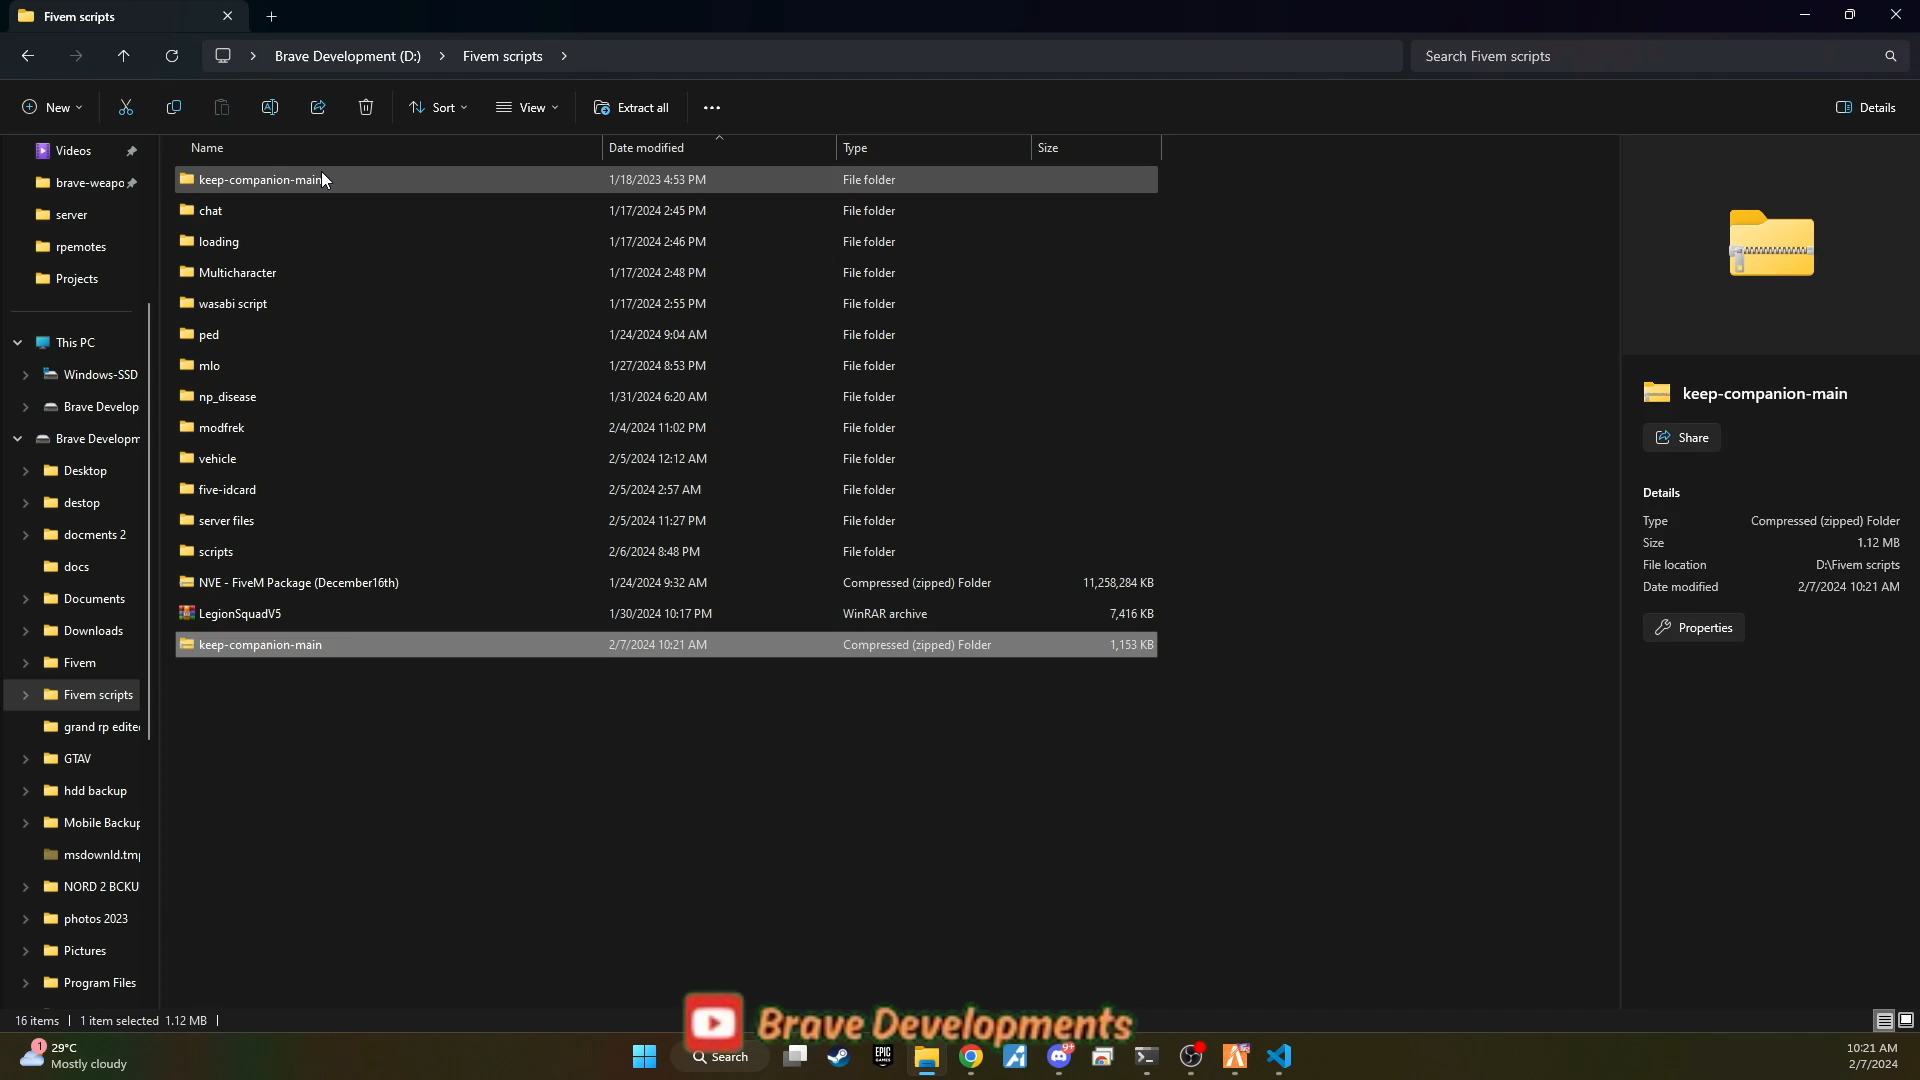 Fivem scripts
Brave Development (D:)
Fivem scripts
Search Fivem scripts
New
Sort
View
Extract all
Details
Videos
brave-weapo
server
rpemotes
Projects
This PC
Windows-SSD
Brave Develop
Brave Developm
Desktop
destop
docments 2
docs
Documents
Downloads
Fivem
Fivem scripts
grand rp edite
GTAV
hdd backup
Mobile Backup
msdownld.tmp
NORD 2 BCKU
photos 2023
Pictures
Program Files
Name Date modified Type Size
keep-companion-main 1/18/2023 4:53 PM File folder
chat 1/17/2024 2:45 PM File folder
loading 1/17/2024 2:46 PM File folder
Multicharacter 1/17/2024 2:48 PM File folder
wasabi script 1/17/2024 2:55 PM File folder
ped 1/24/2024 9:04 AM File folder
mlo 1/27/2024 8:53 PM File folder
np_disease 1/31/2024 6:20 AM File folder
modfrek 2/4/2024 11:02 PM File folder
vehicle 2/5/2024 12:12 AM File folder
five-idcard 2/5/2024 2:57 AM File folder
server files 2/5/2024 11:27 PM File folder
scripts 2/6/2024 8:48 PM File folder
NVE - FiveM Package (December16th) 1/24/2024 9:32 AM Compressed (zipped) Folder 11,258,284 KB
LegionSquadV5 1/30/2024 10:17 PM WinRAR archive 7,416 KB
keep-companion-main 2/7/2024 10:21 AM Compressed (zipped) Folder 1,153 KB
keep-companion-main
Share
Details
Type Compressed (zipped) Folder
Size 1.12 MB
File location D:\Fivem scripts
Date modified 2/7/2024 10:21 AM
Properties
16 items 1 item selected 1.12 MB
Brave Developments
1
29°C
Mostly cloudy
Search
EPIC GAMES
9+
10:21 AM
2/7/2024